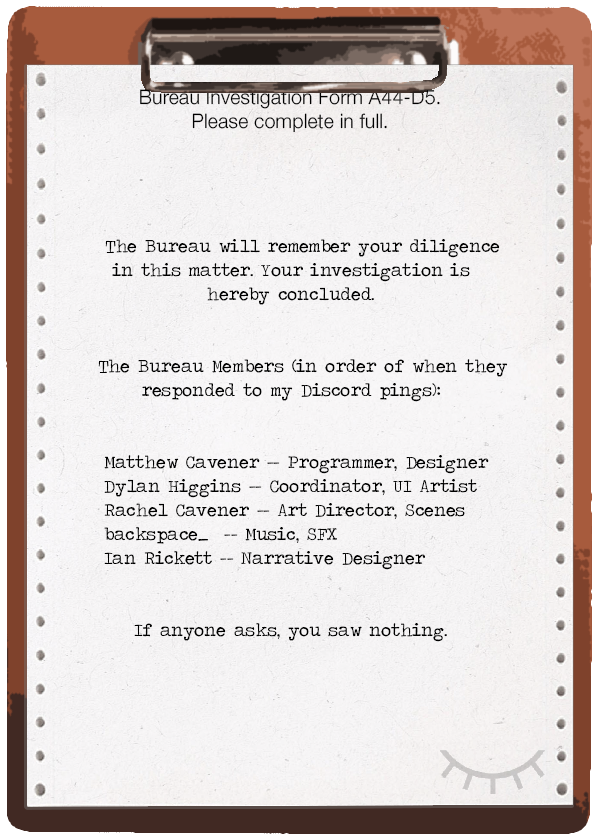 Bureau Investigation Form A44-D5.
Please complete in full.
The Bureau will remember your diligence
in this matter. Your investigation is
hereby concluded.
The Bureau Members (in order of when they
responded to my Discord pings):
Matthew Cavener -- Programmer, Designer
Dylan Higgins -- Coordinator, UI Artist
Rachel Cavener -- Art Director, Scenes
backspace_ -- Music, SFX
Ian Rickett -- Narrative Designer
If anyone asks, you saw nothing.